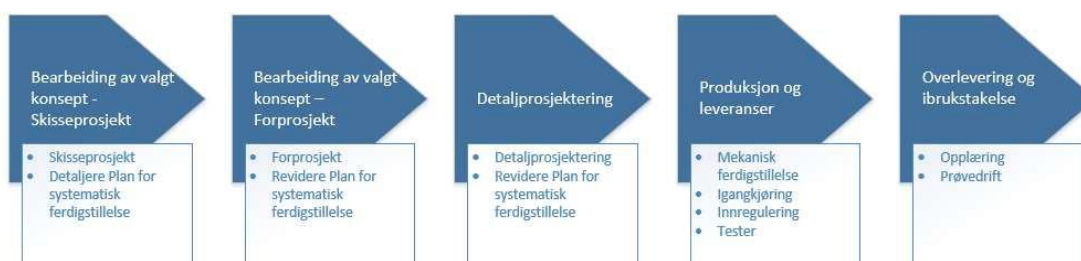 Bearbeiding av valgt
konsept -
Skisseprosjekt
• Skisseprosjekt
• Detaljere Plan for
systematisk
ferdigstillelse
Bearbeiding av valgt
konsept –
Forprosjekt
• Forprosjekt
• Revidere Plan for
systematisk
ferdigstillelse
Detaljprosjektering
• Detaljprosjektering
• Revidere Plan for
systematisk
ferdigstillelse
Produksjon og
leveranser
• Mekanisk
ferdigstillelse
• Igangkjøring
• Innregulering
• Tester
Overlevering og
ibrukstakelse
• Opplæring
• Prøvedrift